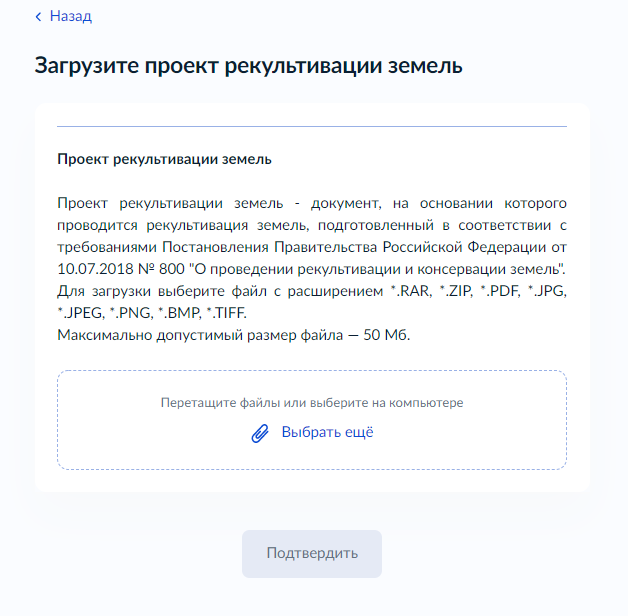 Назад
Загрузите проект рекультивации земель
Проект рекультивации земель
Проект рекультивации земель - документ, на основании которого
проводится рекультивация земель, подготовленный в соответствии с
требованиями Постановления Правительства Российской Федерации от
10.07.2018 № 800 "О проведении рекультивации и консервации земель".
Для загрузки выберите файл с расширением *.RAR, *.ZIP, *.PDF, *.JPG,
*.JPEG, *.PNG, *.BMP, *.TIFF.
Максимально допустимый размер файла — 50 Мб.
Перетащите файлы или выберите на компьютере
Выбрать ещё
Подтвердить